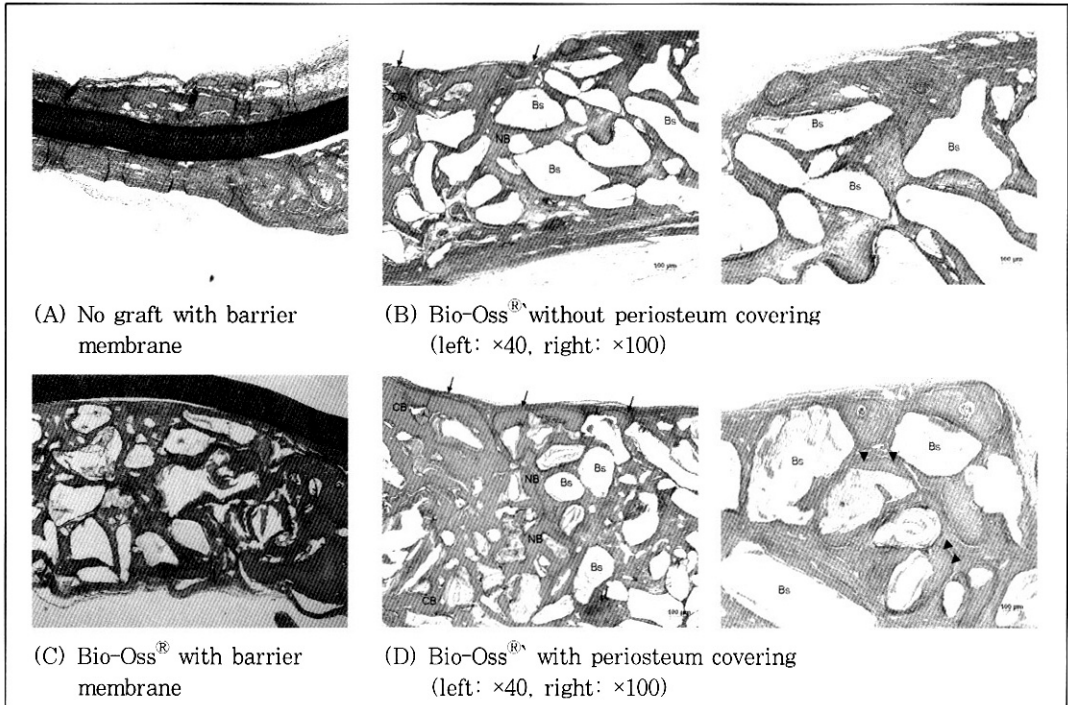 CB
NB
Bs
Bs
Bs
100 μm
Bs
Bs
Bs
100 μm
(A) No graft with barrier
membrane
(B) Bio-Oss®` without periosteum covering
(left: ×40, right: ×100)
CB
NB
Bs
Bs
NB
Bs
CB
100 μm
Bs
Bs
Bs
100 μm
(C) Bio-Oss® with barrier
membrane
(D) Bio-Oss®` with periosteum covering
(left: ×40, right: ×100)